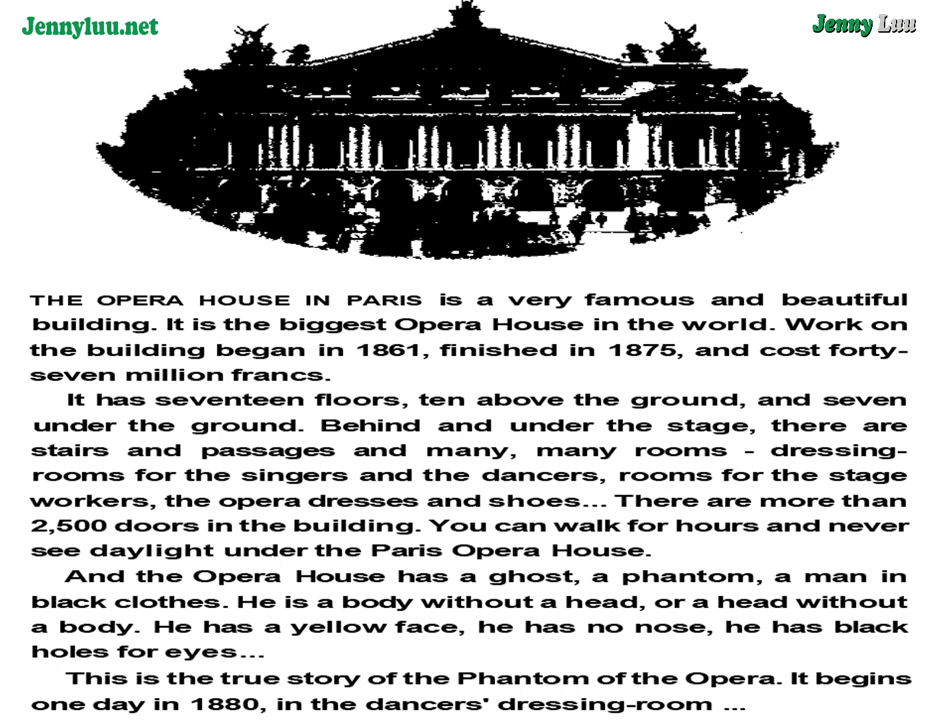 Jennyluu.net
Jenny Luu
THE OPERA HOUSE IN PARIS is a very famous and beautiful
building. It is the biggest Opera House in the world. Work on
the building began in 1861, finished in 1875, and cost forty-
seven million francs.
It has seventeen floors, ten above the ground, and seven
under the ground. Behind and under the stage, there are
stairs and passages and many, many rooms - dressing-
rooms for the singers and the dancers, rooms for the stage
workers, the opera dresses and shoes... There are more than
2,500 doors in the building. You can walk for hours and never
see daylight under the Paris Opera House.
And the Opera House has a ghost, a phantom, a man in
black clothes. He is a body without a head, or a head without
a body. He has a yellow face, he has no nose, he has black
holes for eyes...
This is the true story of the Phantom of the Opera. It begins
one day in 1880, in the dancers' dressing-room ...